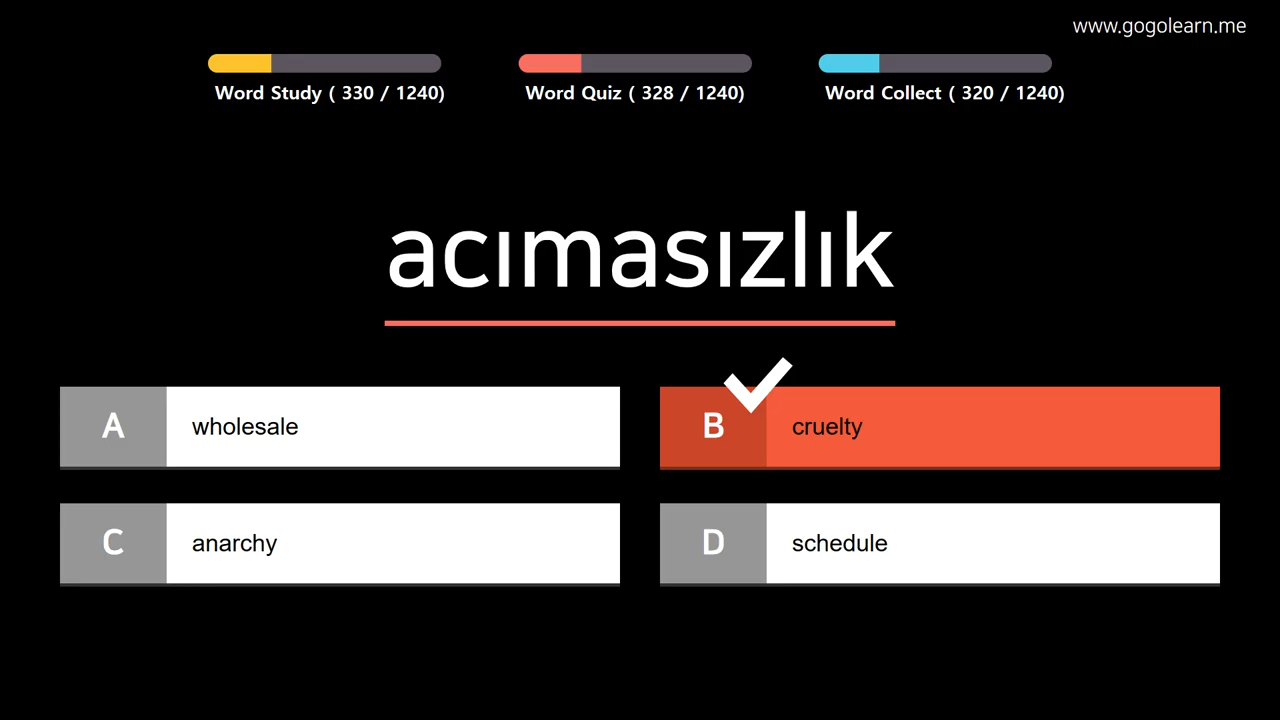 www.gogolearn.me
Word Study ( 330 / 1240)
Word Quiz ( 328 / 1240)
Word Collect ( 320 / 1240)
acımasızlık
A wholesale
B cruelty
C anarchy
D schedule